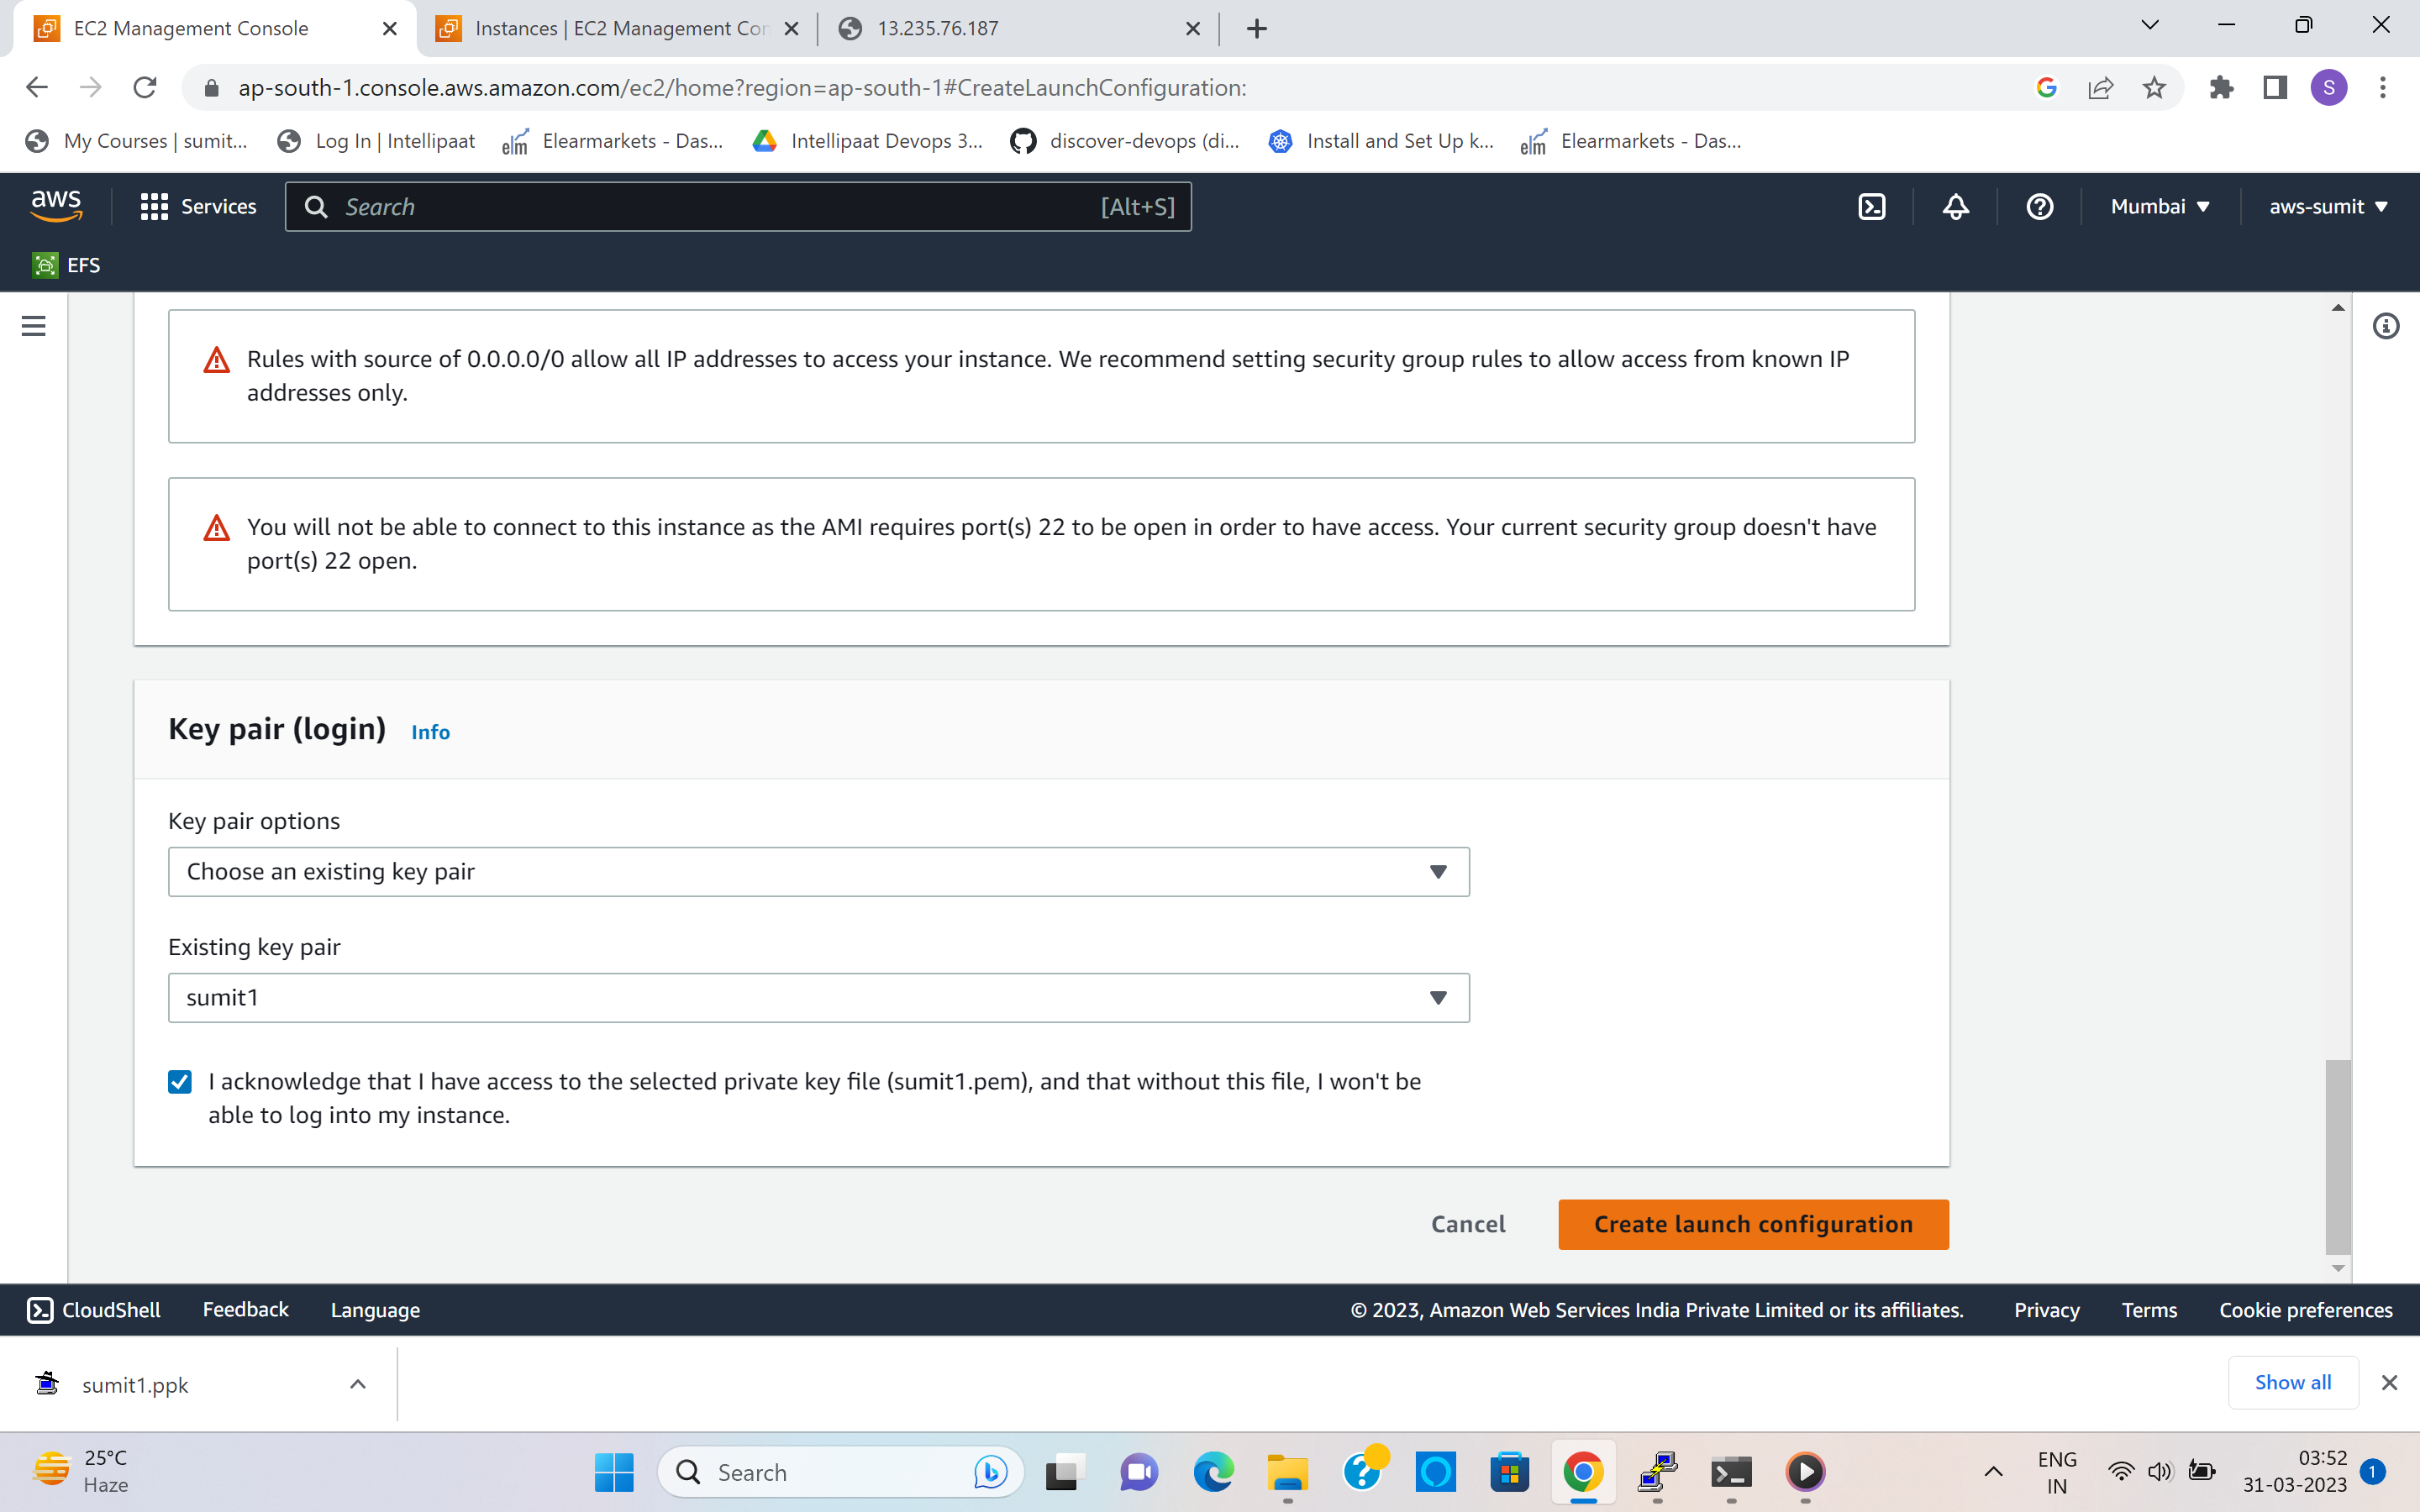 EC2 Management Console
Instances | EC2 Management Con
13.235.76.187
ap-south-1.console.aws.amazon.com/ec2/home?region=ap-south-1#CreateLaunchConfiguration:
S
My Courses | sumit...
Log In | Intellipaat
elm
Elearmarkets - Das...
Intellipaat Devops 3...
discover-devops (di...
Install and Set Up k...
elm
Elearmarkets - Das...
aws
Services
Search
[Alt+S]
Mumbai
aws-sumit
EFS
Rules with source of 0.0.0.0/0 allow all IP addresses to access your instance. We recommend setting security group rules to allow access from known IP
addresses only.
You will not be able to connect to this instance as the AMI requires port(s) 22 to be open in order to have access. Your current security group doesn't have
port(s) 22 open.
Key pair (login)
Info
Key pair options
Choose an existing key pair
Existing key pair
sumit1
I acknowledge that I have access to the selected private key file (sumit1.pem), and that without this file, I won't be
able to log into my instance.
Cancel
Create launch configuration
CloudShell
Feedback
Language
© 2023, Amazon Web Services India Private Limited or its affiliates.
Privacy
Terms
Cookie preferences
sumit1.ppk
Show all
25°C
Haze
Search
ENG
IN
03:52
31-03-2023
1